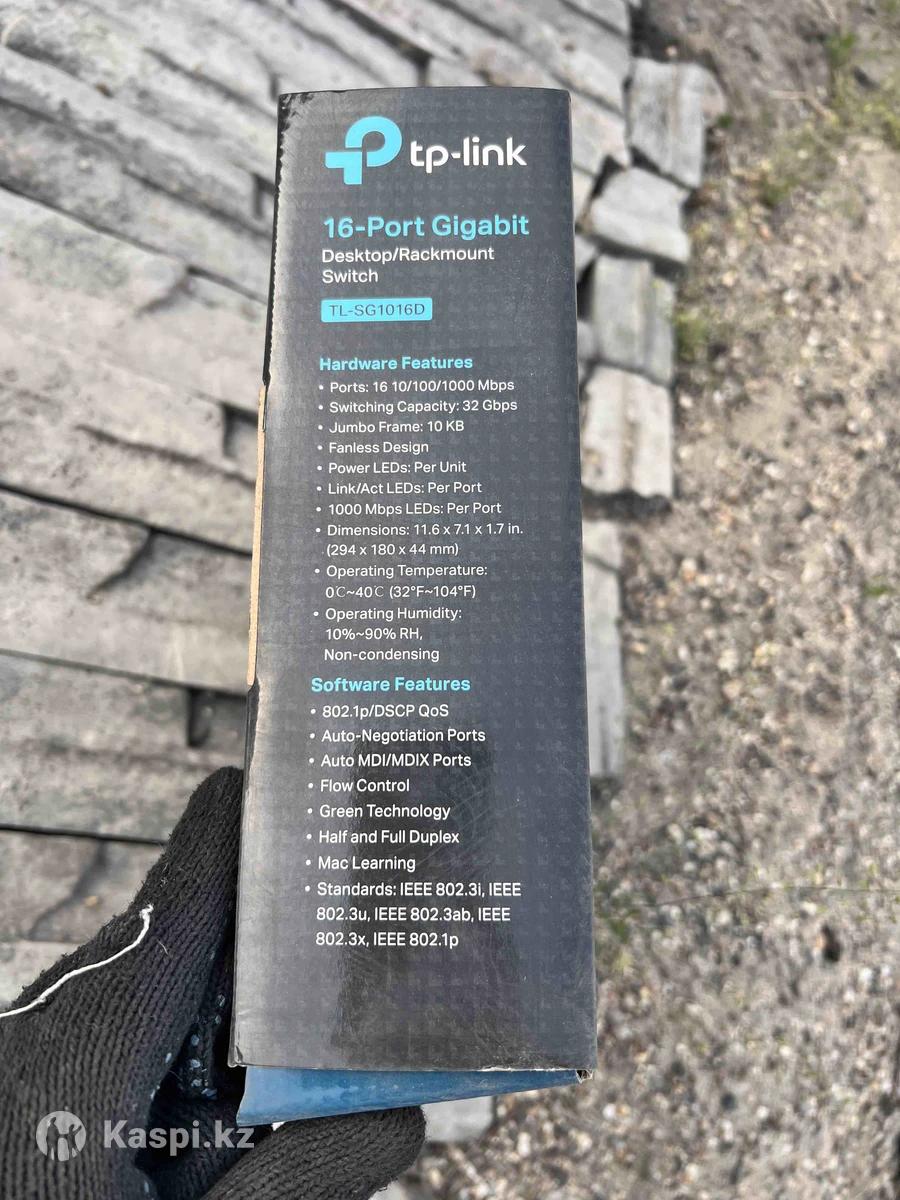 tp-link
16-Port Gigabit
Desktop/Rackmount
Switch
TL-SG1016D
Hardware Features
• Ports: 16 10/100/1000 Mbps
• Switching Capacity: 32 Gbps
• Jumbo Frame: 10 KB
• Fanless Design
• Power LEDs: Per Unit
• Link/Act LEDs: Per Port
• 1000 Mbps LEDs: Per Port
• Dimensions: 11.6 x 7.1 x 1.7 in.
(294 x 180 x 44 mm)
• Operating Temperature:
0℃~40℃ (32°F~104°F)
• Operating Humidity:
10%~90% RH,
Non-condensing
Software Features
• 802.1p/DSCP QoS
• Auto-Negotiation Ports
• Auto MDI/MDIX Ports
• Flow Control
• Green Technology
• Half and Full Duplex
• Mac Learning
• Standards: IEEE 802.3i, IEEE
802.3u, IEEE 802.3ab, IEEE
802.3x, IEEE 802.1p
Kaspi.kz